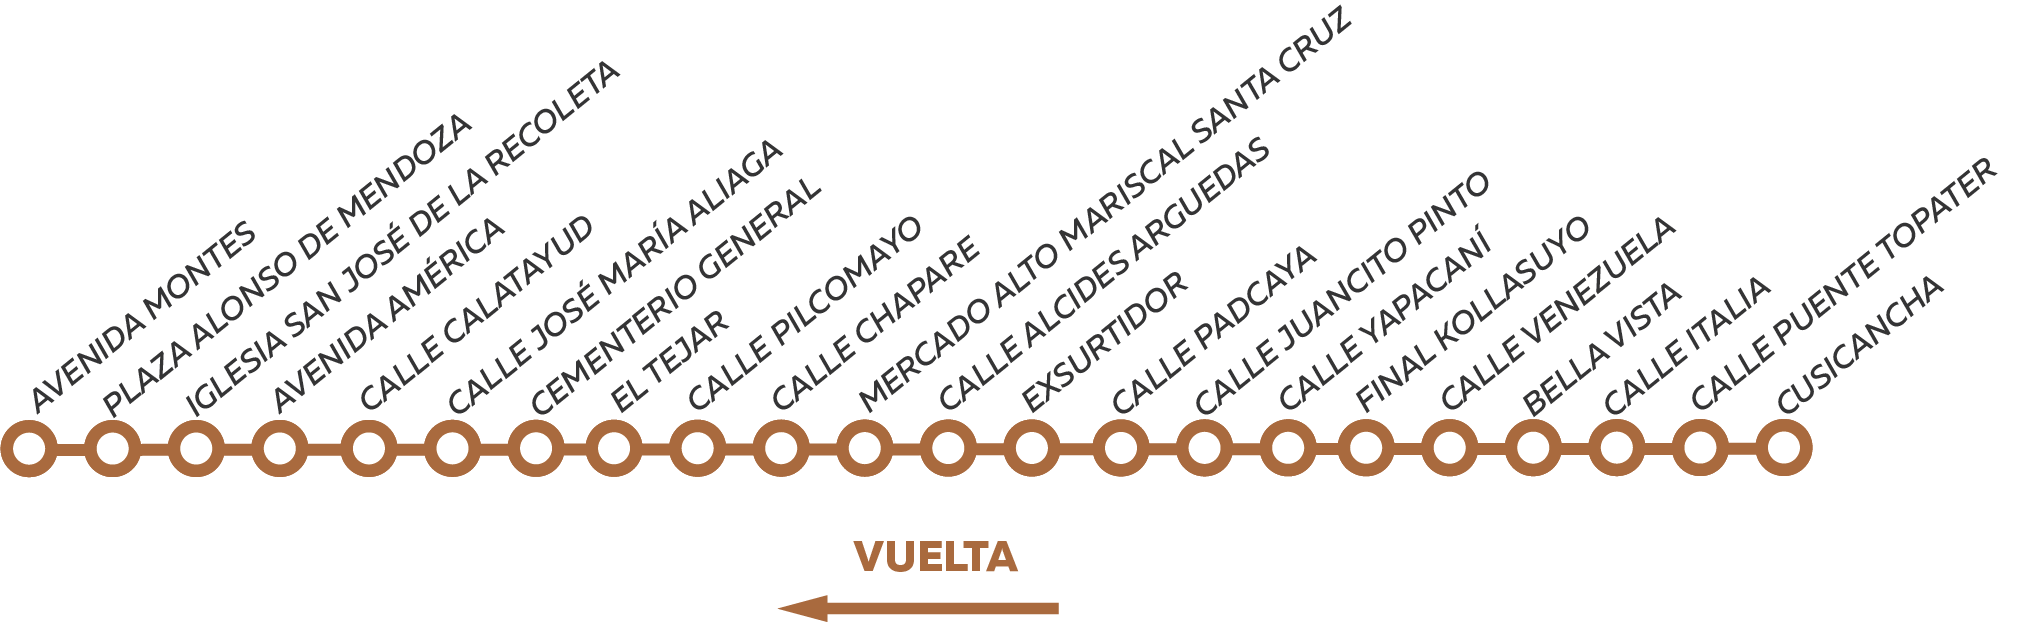 AVENIDA MONTES
PLAZA ALONSO DE MENDOZA
IGLESIA SAN JOSÉ DE LA RECOLETA
AVENIDA AMÉRICA
CALLE CALATAYUD
CALLE JOSÉ MARÍA ALIAGA
CEMENTERIO GENERAL
EL TEJAR
CALLE PILCOMAYO
CALLE CHAPARE
MERCADO ALTO MARISCAL SANTA CRUZ
CALLE ALCIDES ARGUEDAS
EXSURTIDOR
CALLE PADCAYA
CALLE JUANCITO PINTO
CALLE YAPACANÍ
FINAL KOLLASUYO
CALLE VENEZUELA
BELLA VISTA
CALLE ITALIA
CALLE PUENTE TOPATER
CUSICANCHA
VUELTA